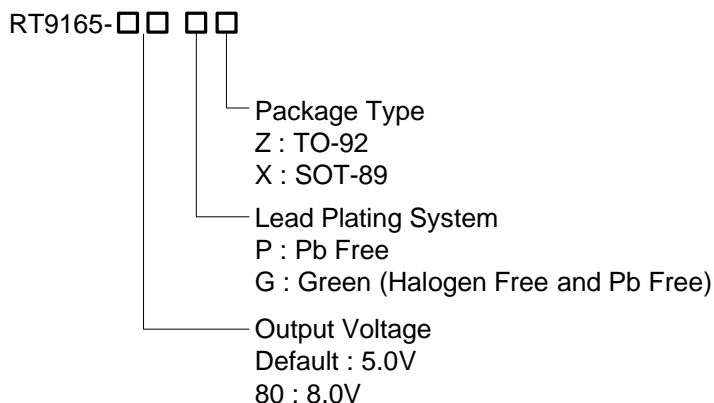 RT9165-□□ □□
Package Type
Z : TO-92
X : SOT-89
Lead Plating System
P : Pb Free
G : Green (Halogen Free and Pb Free)
Output Voltage
Default : 5.0V
80 : 8.0V